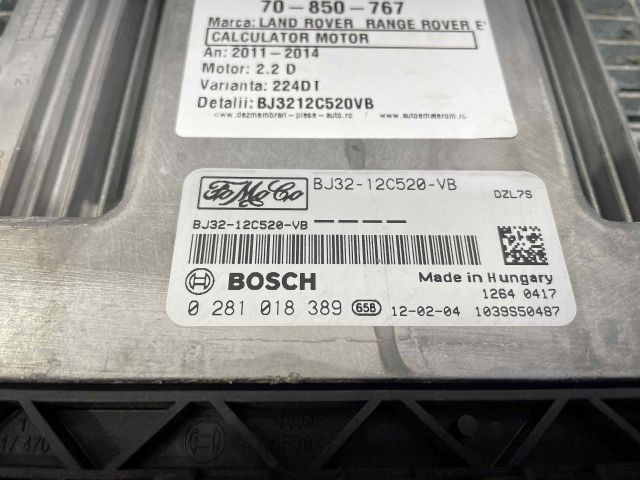 70-850-767
Marca: LAND ROVER RANGE ROVER E
CALCULATOR MOTOR
An: 2011-2014
Motor: 2.2 D
Varianta: 224DT
Detalii: BJ3212C520VB
www.dezmembrari-piese-auto.ro www.autoematerom.ro
FoMoCo BJ32-12C520-VB
DZL7S
BJ32-12C520-VB ----
BOSCH Made in Hungary
1264 0417
0 281 018 389 65B 12-02-04 1039S50487